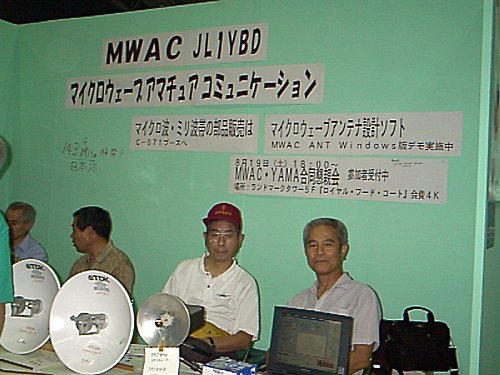 MWAC JL1YBD
マイクロウェーブアマチュアコミュニケーション
マイクロ波・ミリ波帯の部品販売は
C-071ブースへ
マイクロウェーブアンテナ設計ソフト
MWAC ANT Windows版デモ実施中
8月19日(土)18:00～
MWAC・YAMA合同懇親会 参加者受付中
場所:ランドマークタワー5F『ロイヤル・フード・コート』会費4K
TDK
TDK